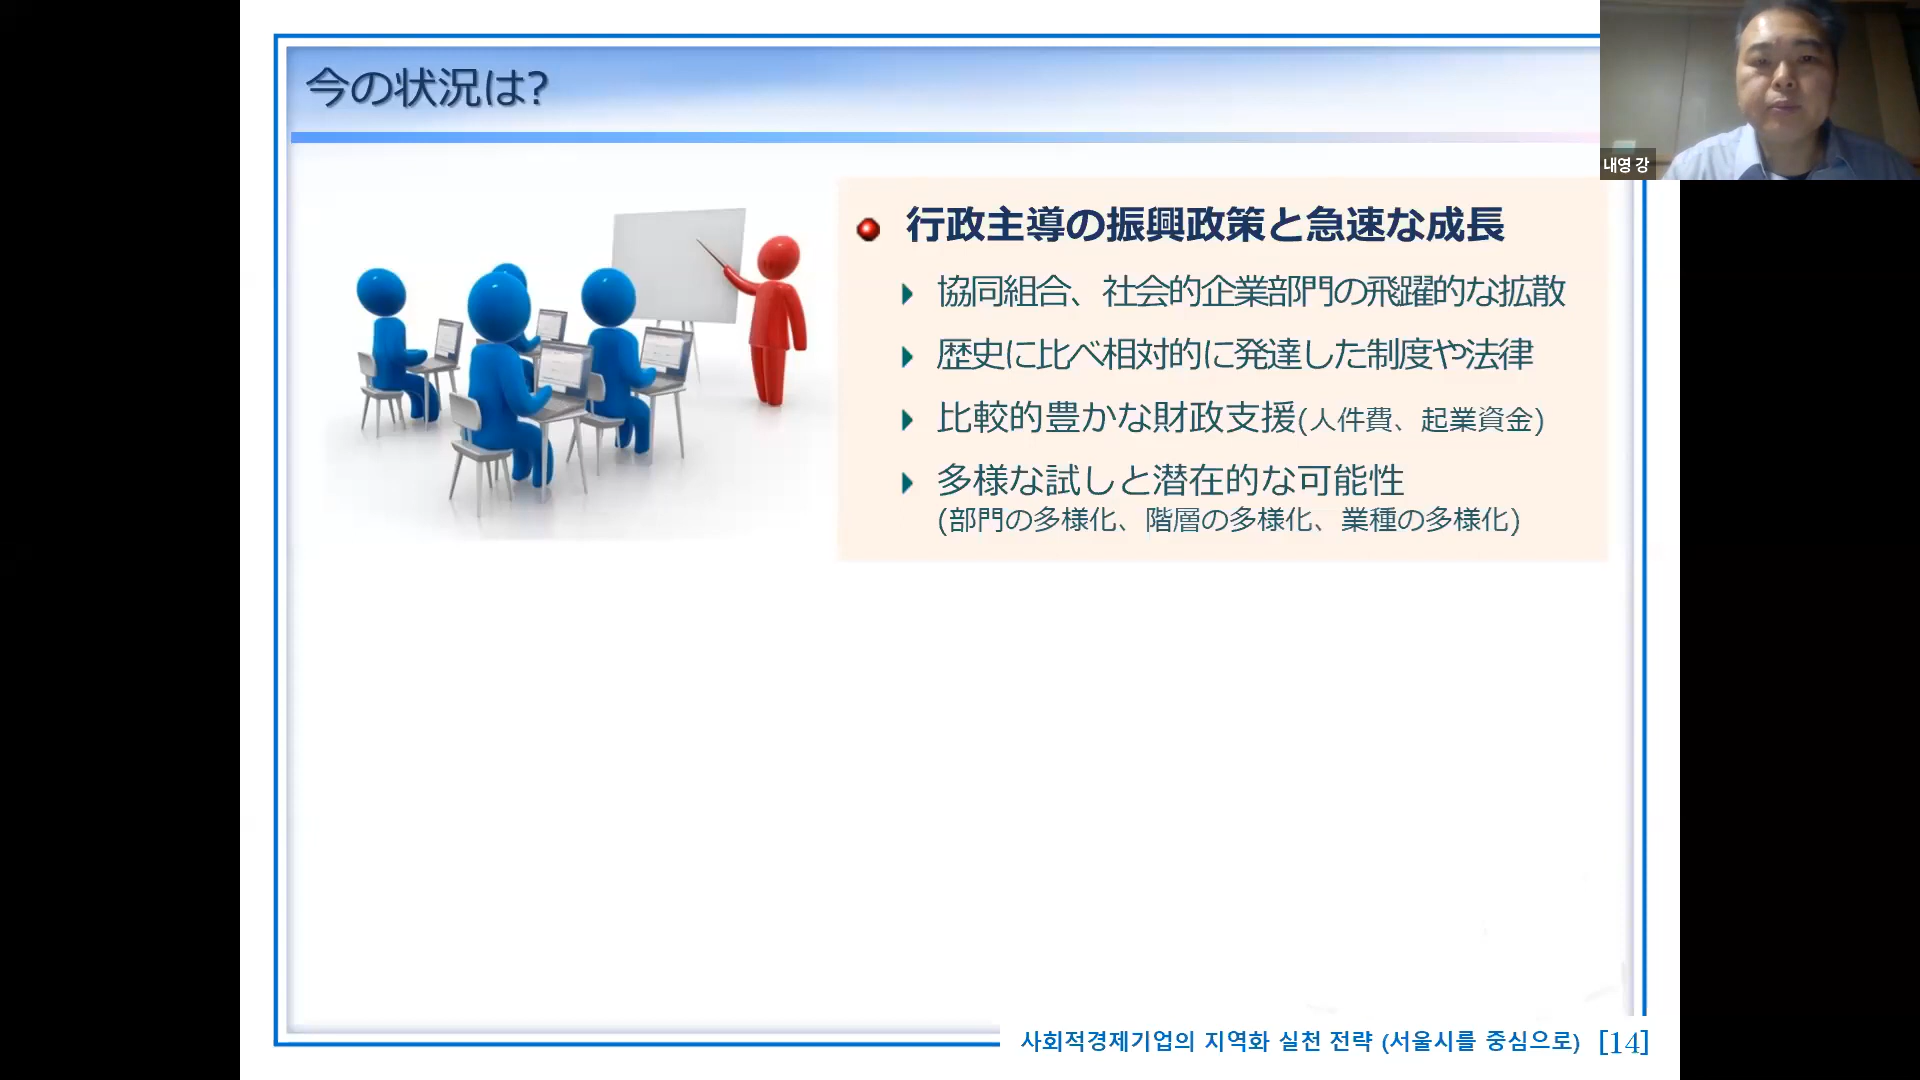 今の状況は?
내영 강
行政主導の振興政策と急速な成長
協同組合、社会的企業部門の飛躍的な拡散
歴史に比べ相対的に発達した制度や法律
比較的豊かな財政支援(人件費、起業資金)
多様な試しと潜在的な可能性
(部門の多様化、階層の多様化、業種の多様化)
사회적경제기업의 지역화 실천 전략 (서울시를 중심으로) [14]